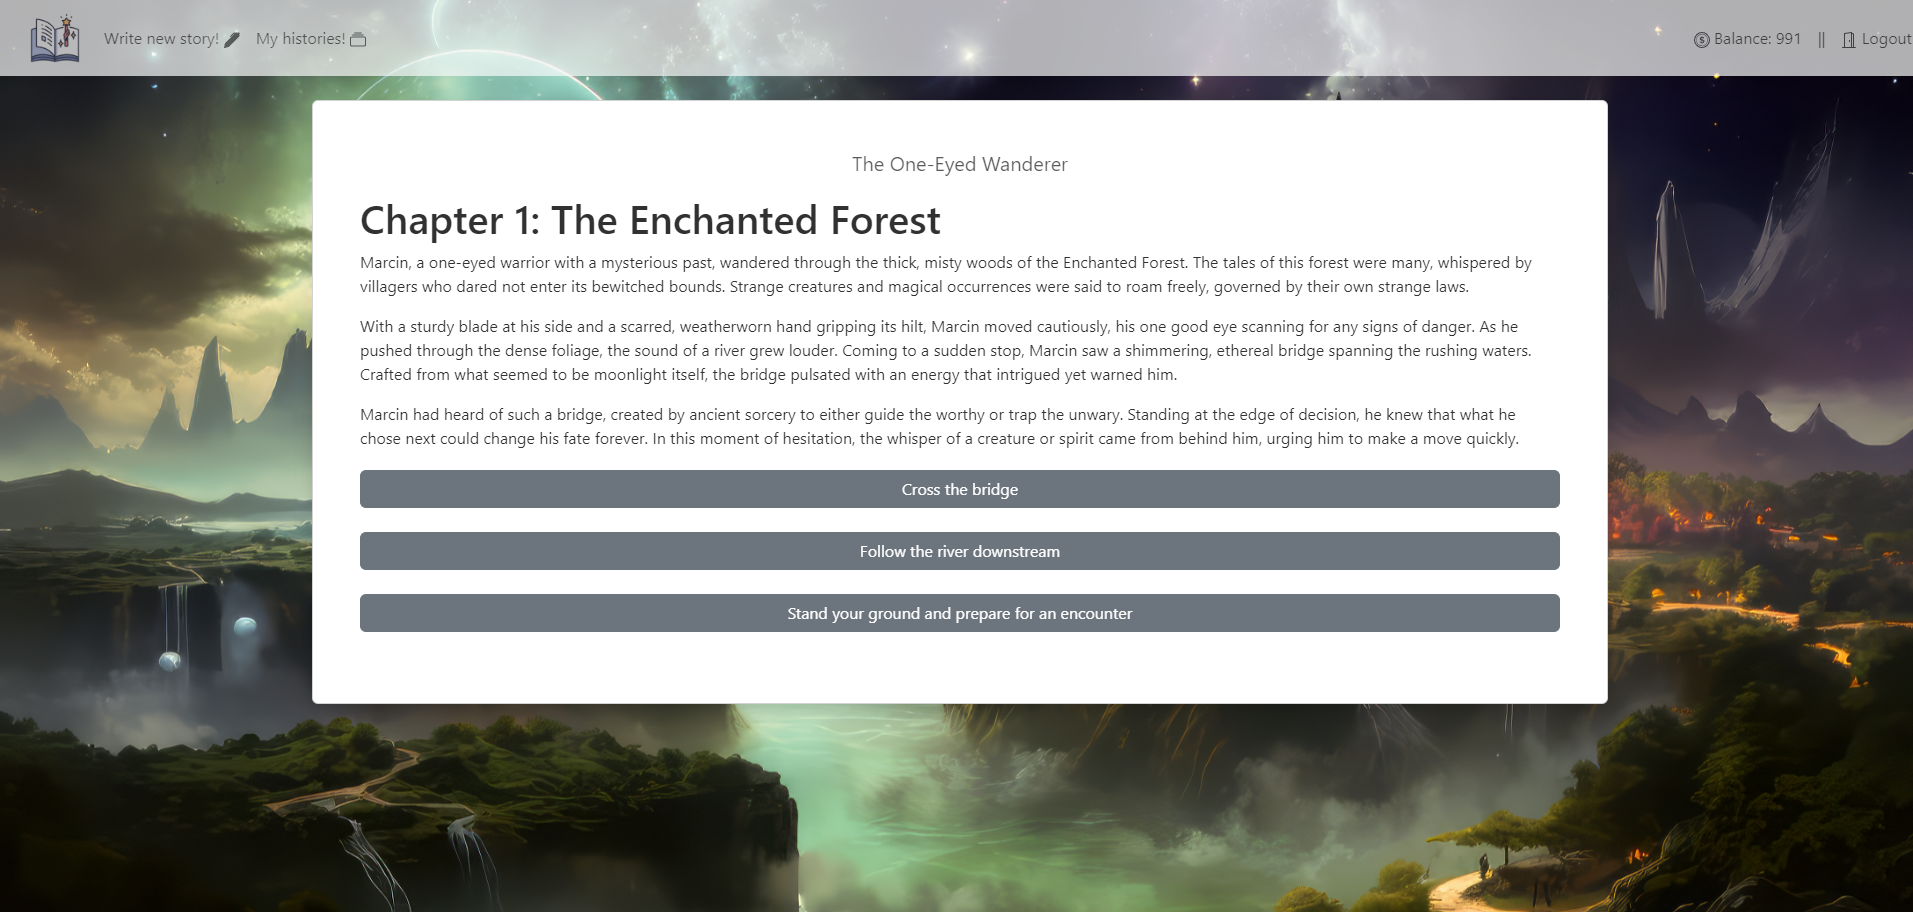 Write new story! My histories! Balance: 991 || Logout
The One-Eyed Wanderer
Chapter 1: The Enchanted Forest
Marcin, a one-eyed warrior with a mysterious past, wandered through the thick, misty woods of the Enchanted Forest. The tales of this forest were many, whispered by
villagers who dared not enter its bewitched bounds. Strange creatures and magical occurrences were said to roam freely, governed by their own strange laws.
With a sturdy blade at his side and a scarred, weatherworn hand gripping its hilt, Marcin moved cautiously, his one good eye scanning for any signs of danger. As he
pushed through the dense foliage, the sound of a river grew louder. Coming to a sudden stop, Marcin saw a shimmering, ethereal bridge spanning the rushing waters.
Crafted from what seemed to be moonlight itself, the bridge pulsated with an energy that intrigued yet warned him.
Marcin had heard of such a bridge, created by ancient sorcery to either guide the worthy or trap the unwary. Standing at the edge of decision, he knew that what he
chose next could change his fate forever. In this moment of hesitation, the whisper of a creature or spirit came from behind him, urging him to make a move quickly.
Cross the bridge
Follow the river downstream
Stand your ground and prepare for an encounter